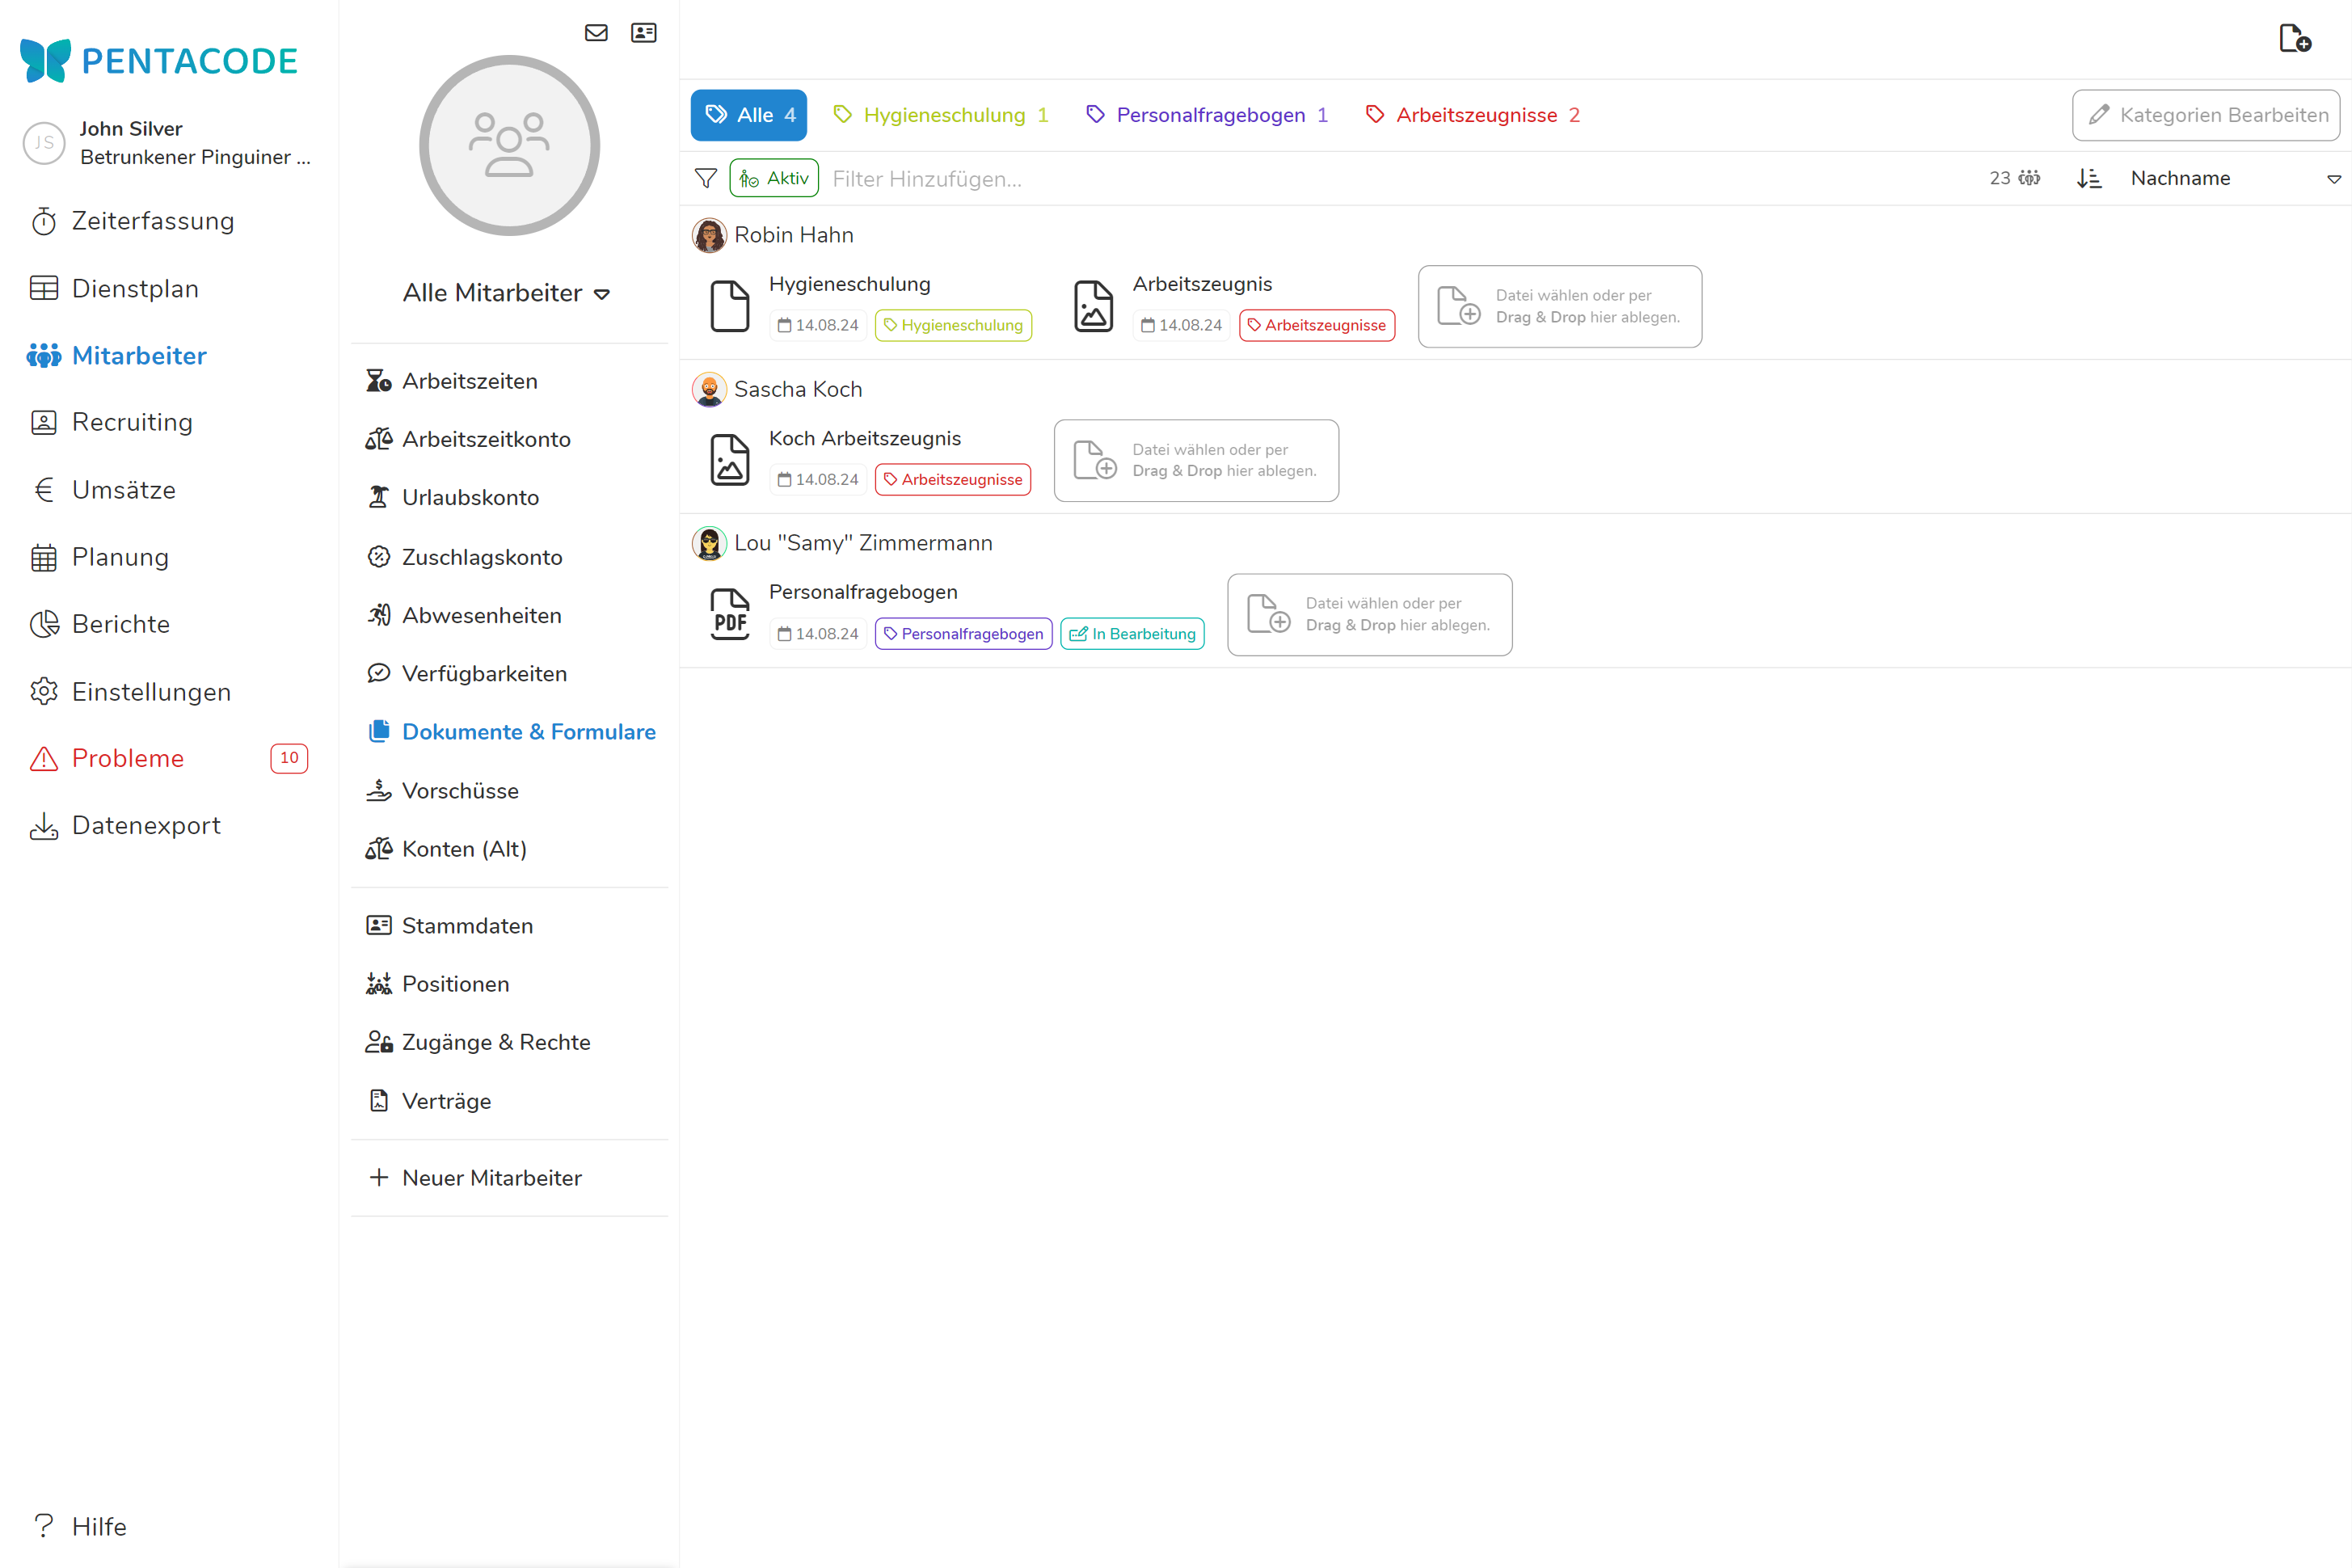 PENTACODE
JS
John Silver
Betrunkener Pinguiner ...
Zeiterfassung
Dienstplan
Mitarbeiter
Recruiting
Umsätze
Planung
Berichte
Einstellungen
Probleme 10
Datenexport
Hilfe
Alle Mitarbeiter
Arbeitszeiten
Arbeitszeitkonto
Urlaubskonto
Zuschlagskonto
Abwesenheiten
Verfügbarkeiten
Dokumente & Formulare
Vorschüsse
Konten (Alt)
Stammdaten
Positionen
Zugänge & Rechte
Verträge
Neuer Mitarbeiter
Alle 4 Hygieneschulung 1 Personalfragebogen 1 Arbeitszeugnisse 2 Kategorien Bearbeiten
Aktiv Filter Hinzufügen... 23 Nachname
Robin Hahn
Hygieneschulung
14.08.24 Hygieneschulung
Arbeitszeugnis
14.08.24 Arbeitszeugnisse
Datei wählen oder per
Drag & Drop hier ablegen.
Sascha Koch
Koch Arbeitszeugnis
14.08.24 Arbeitszeugnisse
Datei wählen oder per
Drag & Drop hier ablegen.
Lou "Samy" Zimmermann
PDF
Personalfragebogen
14.08.24 Personalfragebogen In Bearbeitung
Datei wählen oder per
Drag & Drop hier ablegen.